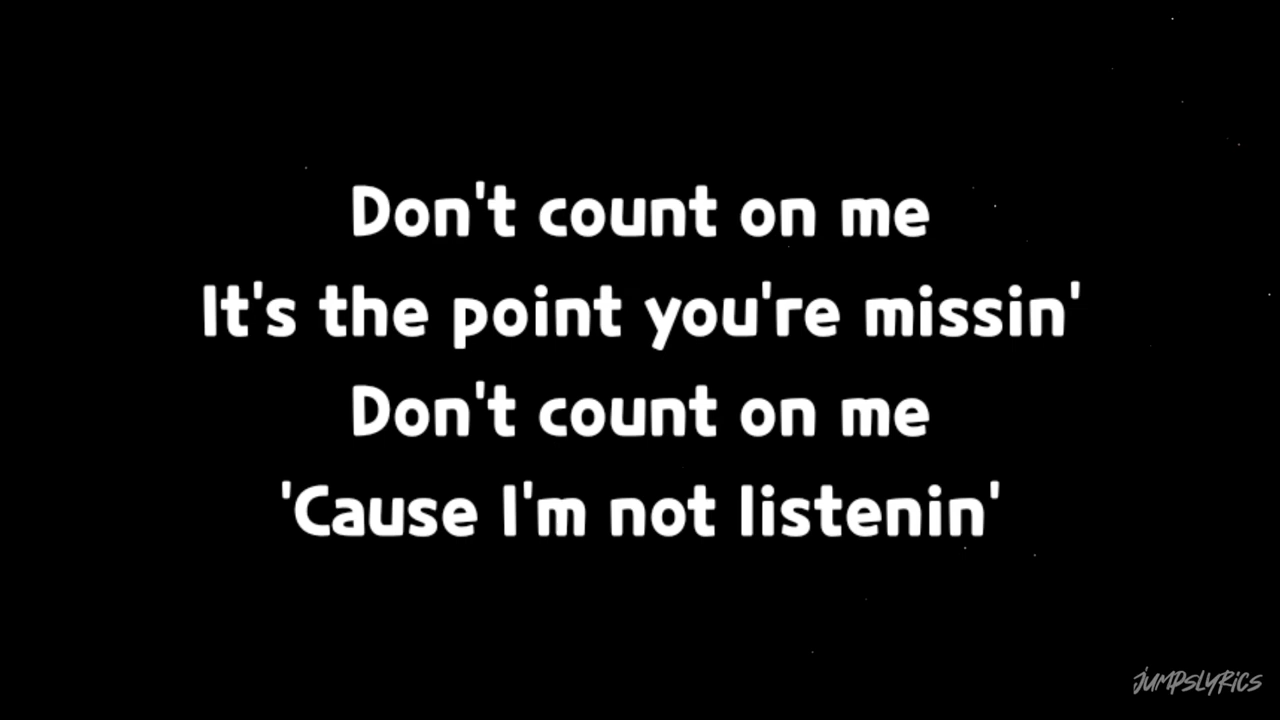 Don't count on me
It's the point you're missin'
Don't count on me
'Cause I'm not listenin'
JUMPSLYRiCS